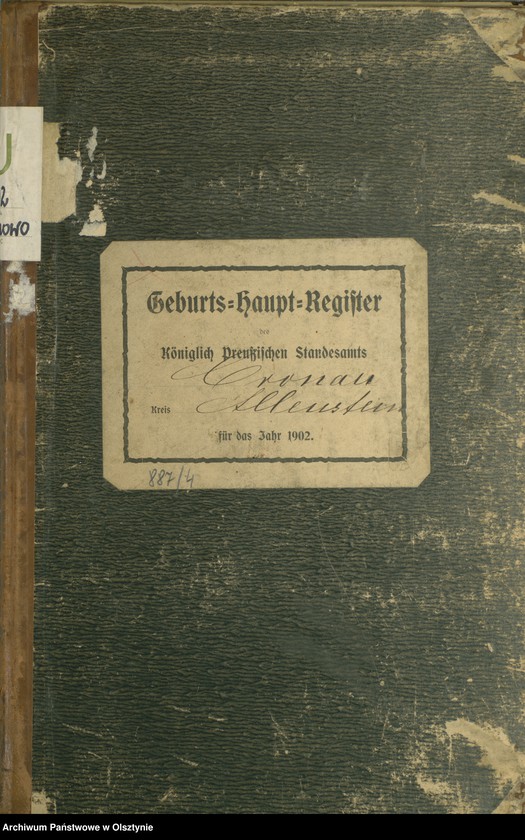 Geburts=Haupt=Register
des
Königlich Preußischen Standesamts
Cronau
Kreis Allenstein
für das Jahr 1902.
887/4
Archiwum Państwowe w Olsztynie